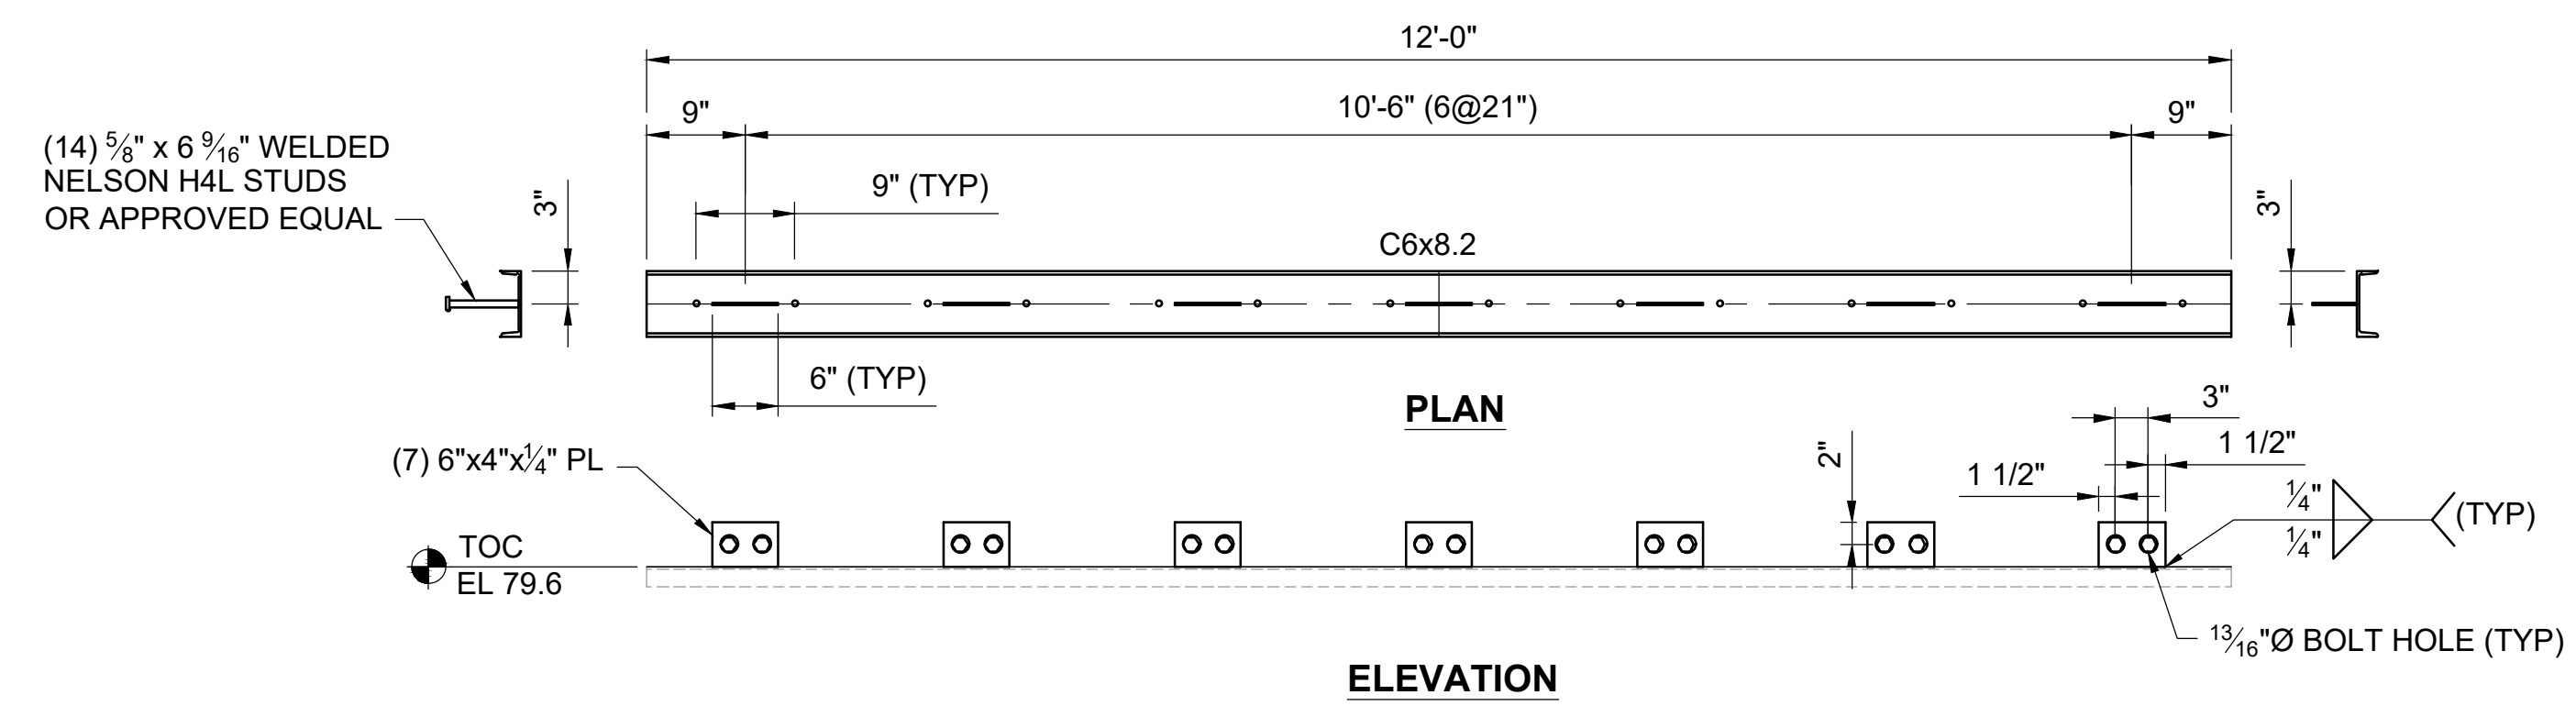 12'-0"
9"
10'-6" (6@21")
9"
(14) 5⁄8" x 6 9⁄16" WELDED
NELSON H4L STUDS
OR APPROVED EQUAL
3"
9" (TYP)
3"
C6x8.2
6" (TYP)
PLAN
3"
(7) 6"x4"x1⁄4" PL
2"
1 1/2"
1 1/2"
1⁄4"
1⁄4"
(TYP)
TOC
EL 79.6
13⁄16"Ø BOLT HOLE (TYP)
ELEVATION